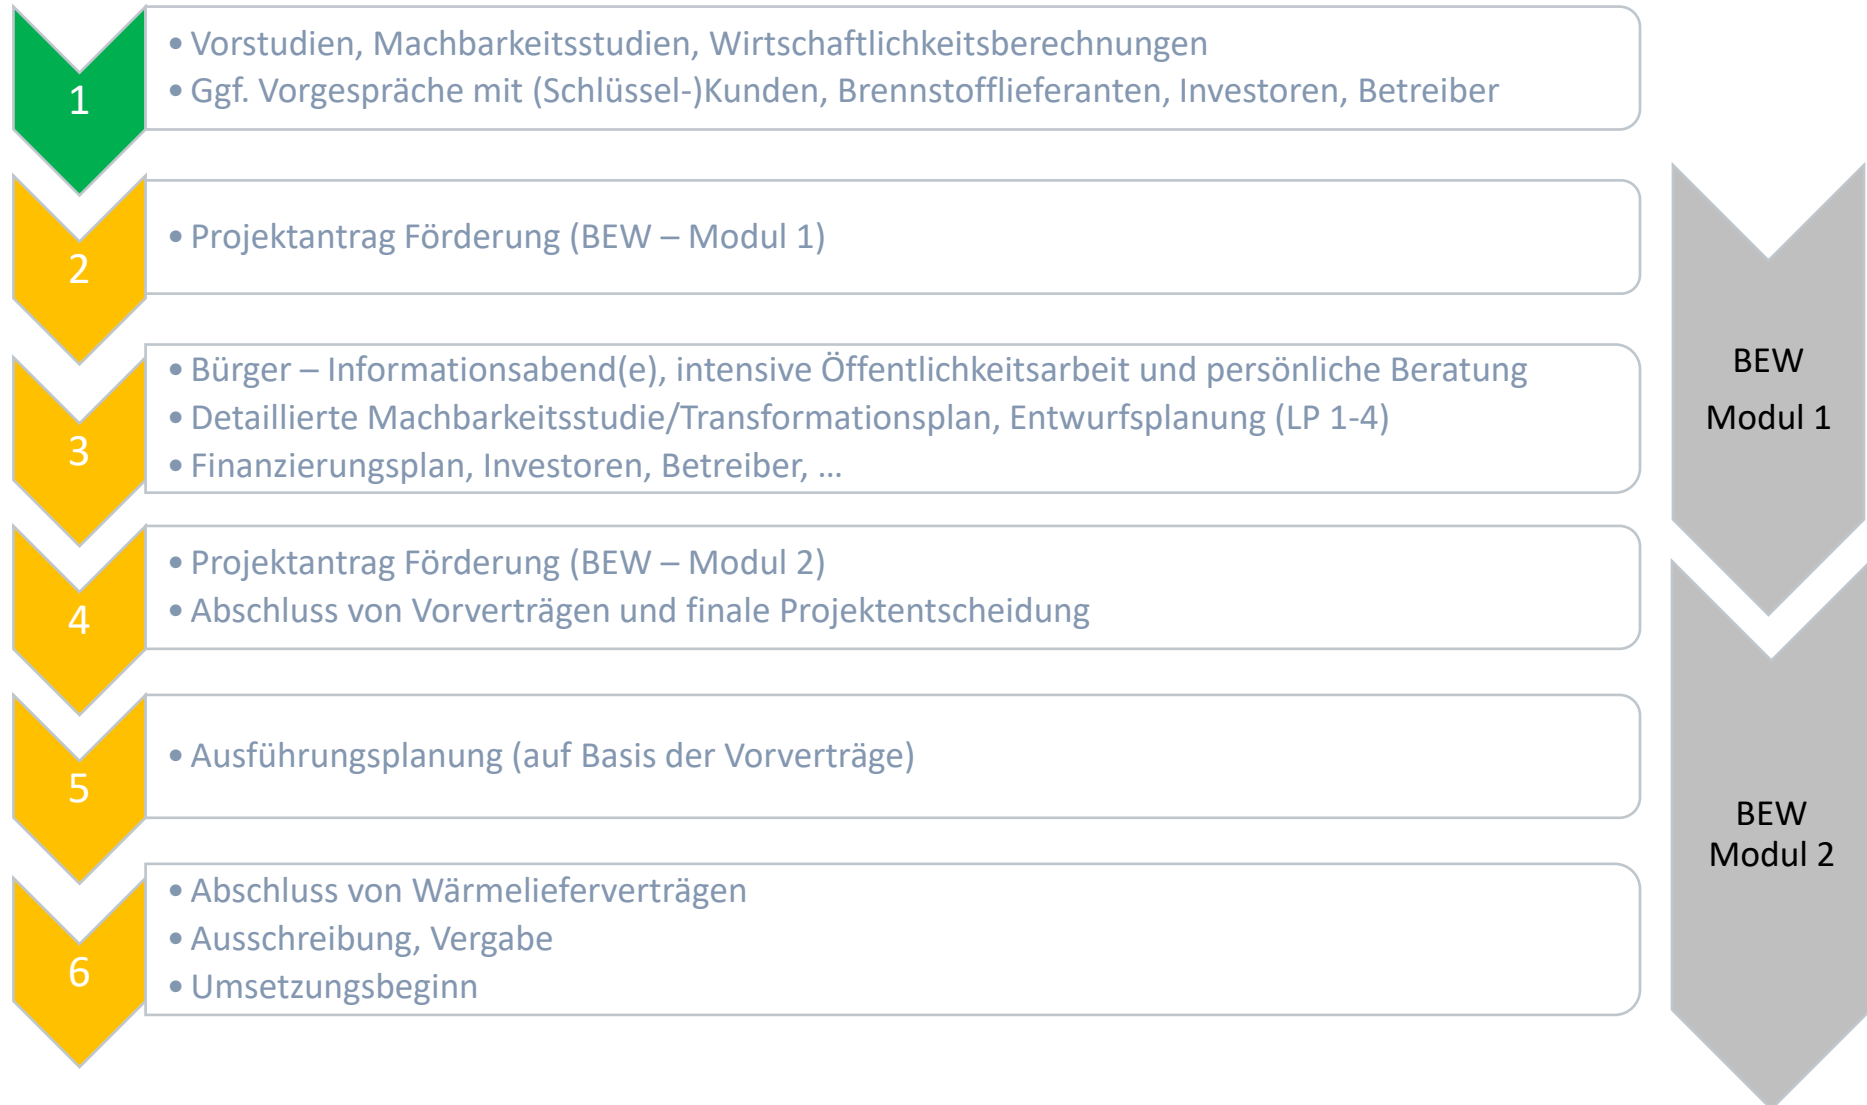 1
• Vorstudien, Machbarkeitsstudien, Wirtschaftlichkeitsberechnungen
• Ggf. Vorgespräche mit (Schlüssel-)Kunden, Brennstofflieferanten, Investoren, Betreiber
2
• Projektantrag Förderung (BEW – Modul 1)
3
• Bürger – Informationsabend(e), intensive Öffentlichkeitsarbeit und persönliche Beratung
• Detaillierte Machbarkeitsstudie/Transformationsplan, Entwurfsplanung (LP 1-4)
• Finanzierungsplan, Investoren, Betreiber, ...
4
• Projektantrag Förderung (BEW – Modul 2)
• Abschluss von Vorverträgen und finale Projektentscheidung
5
• Ausführungsplanung (auf Basis der Vorverträge)
6
• Abschluss von Wärmelieferverträgen
• Ausschreibung, Vergabe
• Umsetzungsbeginn
BEW
Modul 1
BEW
Modul 2